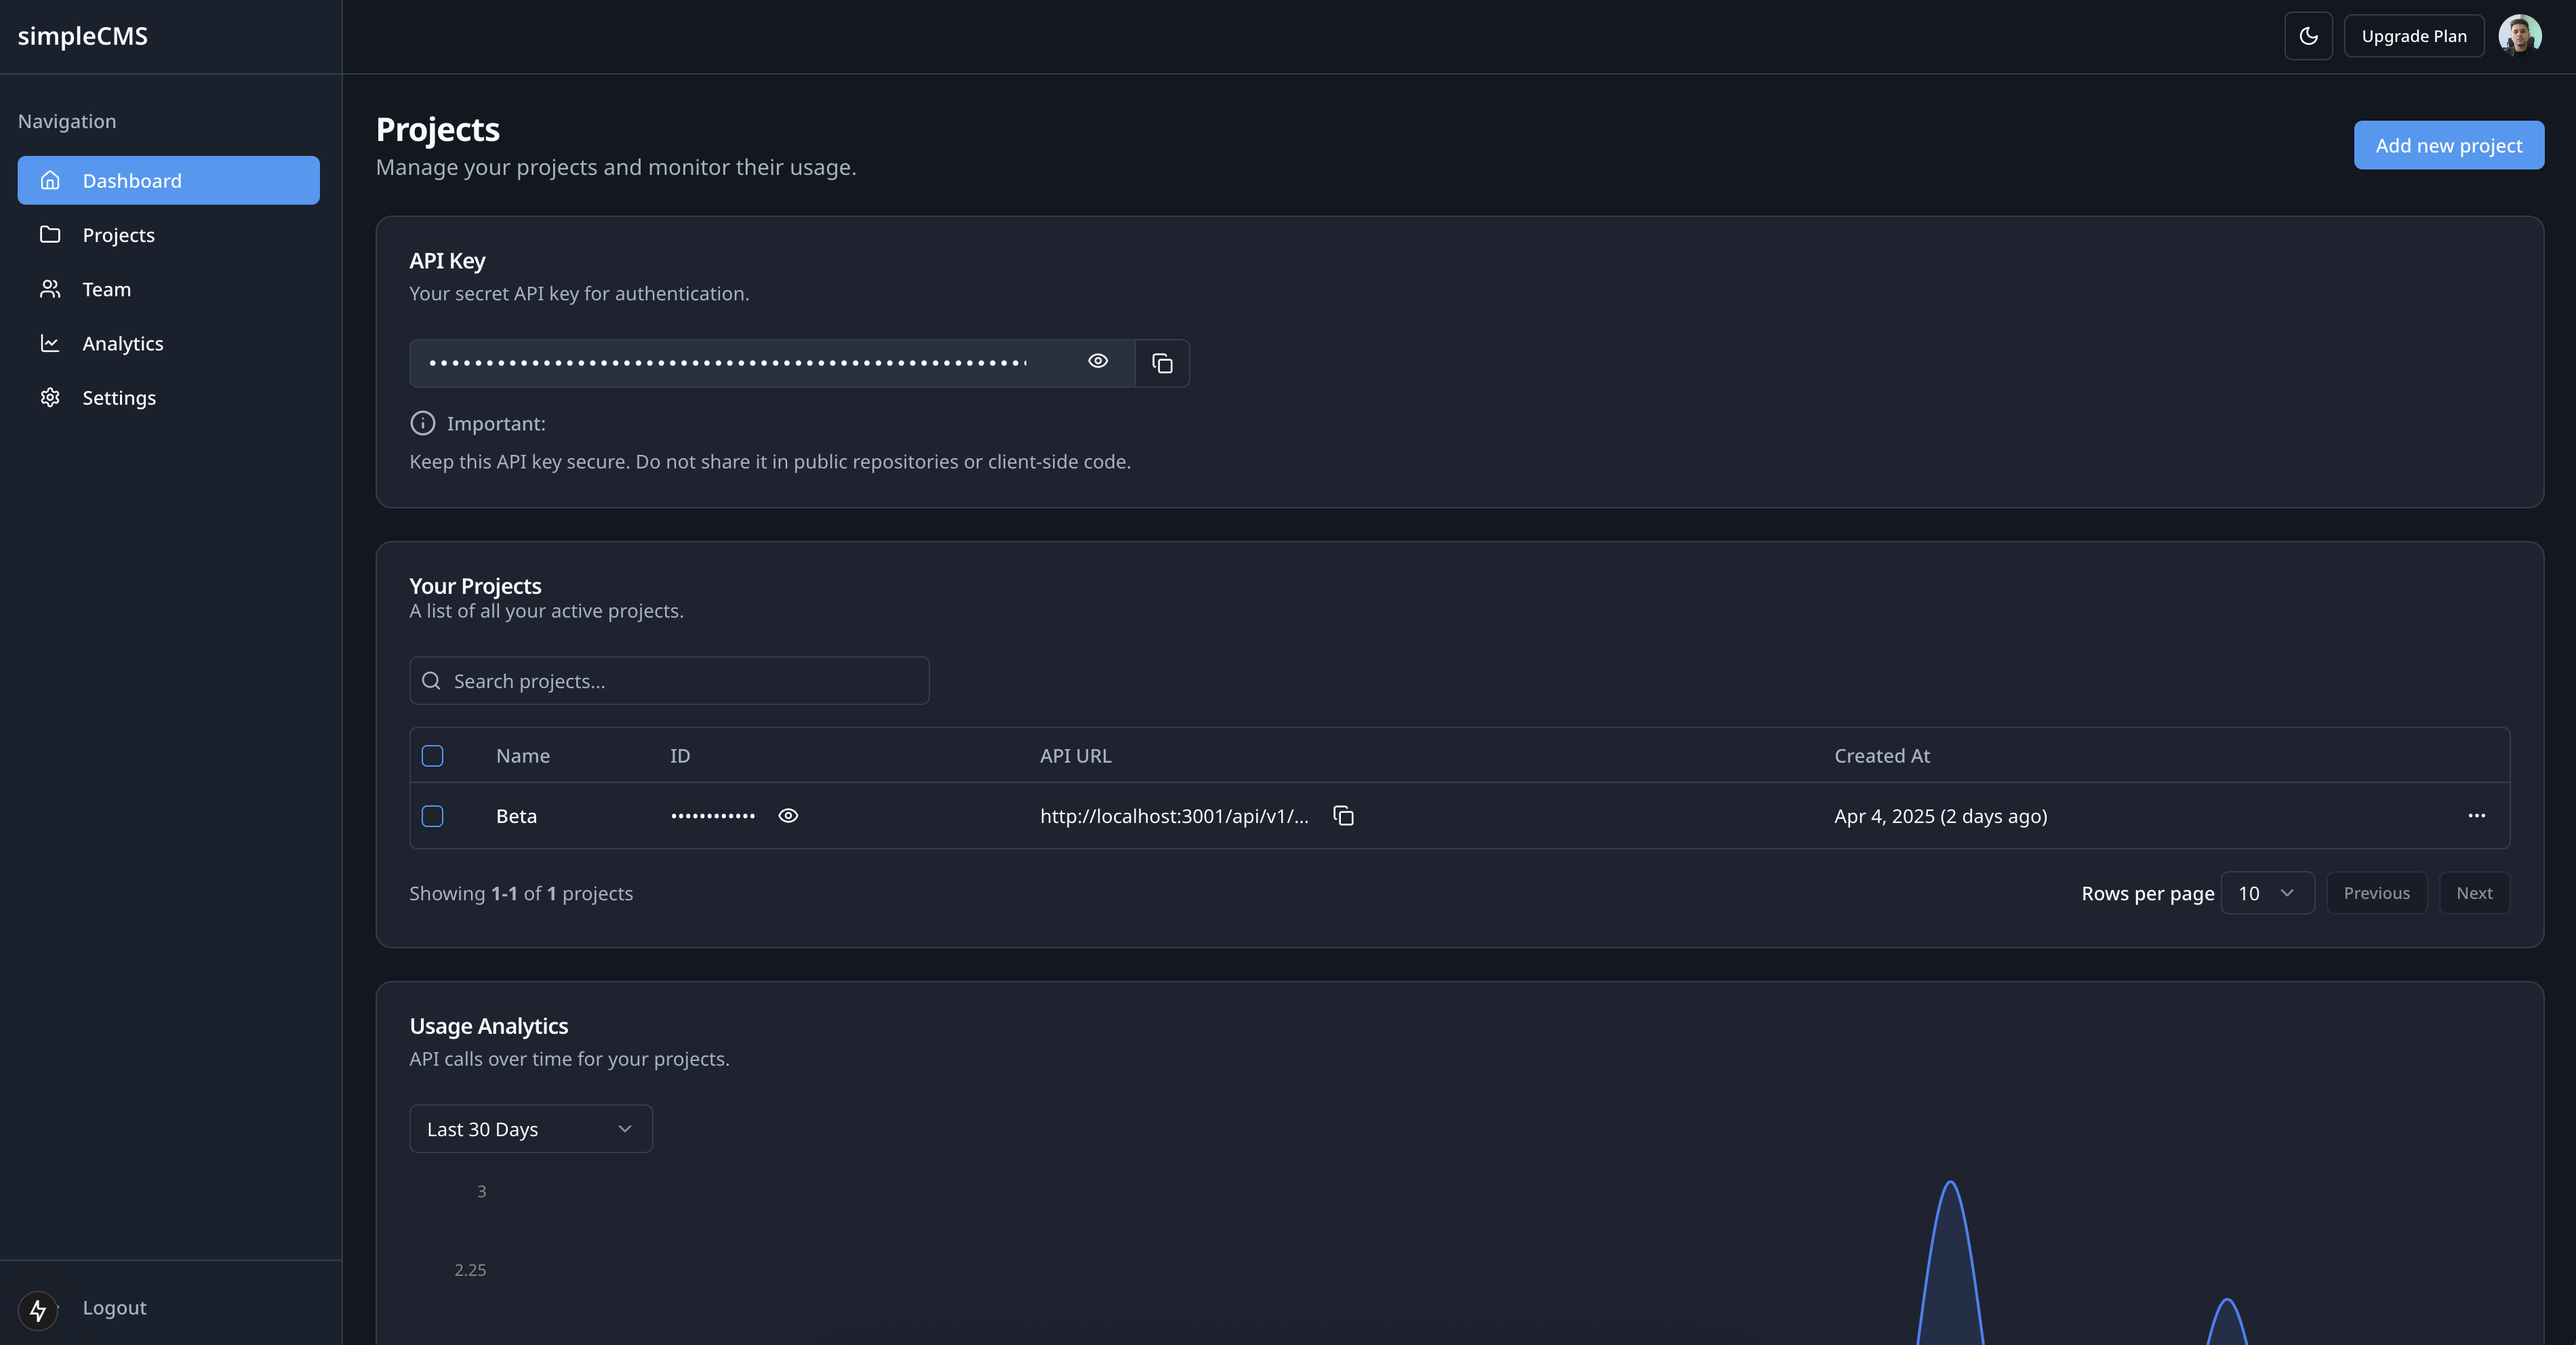 simpleCMS
Upgrade Plan
Navigation
Dashboard
Projects
Team
Analytics
Settings
Logout
Projects
Manage your projects and monitor their usage.
Add new project
API Key
Your secret API key for authentication.
Important:
Keep this API key secure. Do not share it in public repositories or client-side code.
Your Projects
A list of all your active projects.
Search projects...
Name ID API URL Created At
Beta •••••••••••• http://localhost:3001/api/v1/... Apr 4, 2025 (2 days ago)
Showing 1-1 of 1 projects
Rows per page 10 Previous Next
Usage Analytics
API calls over time for your projects.
Last 30 Days
3
2.25